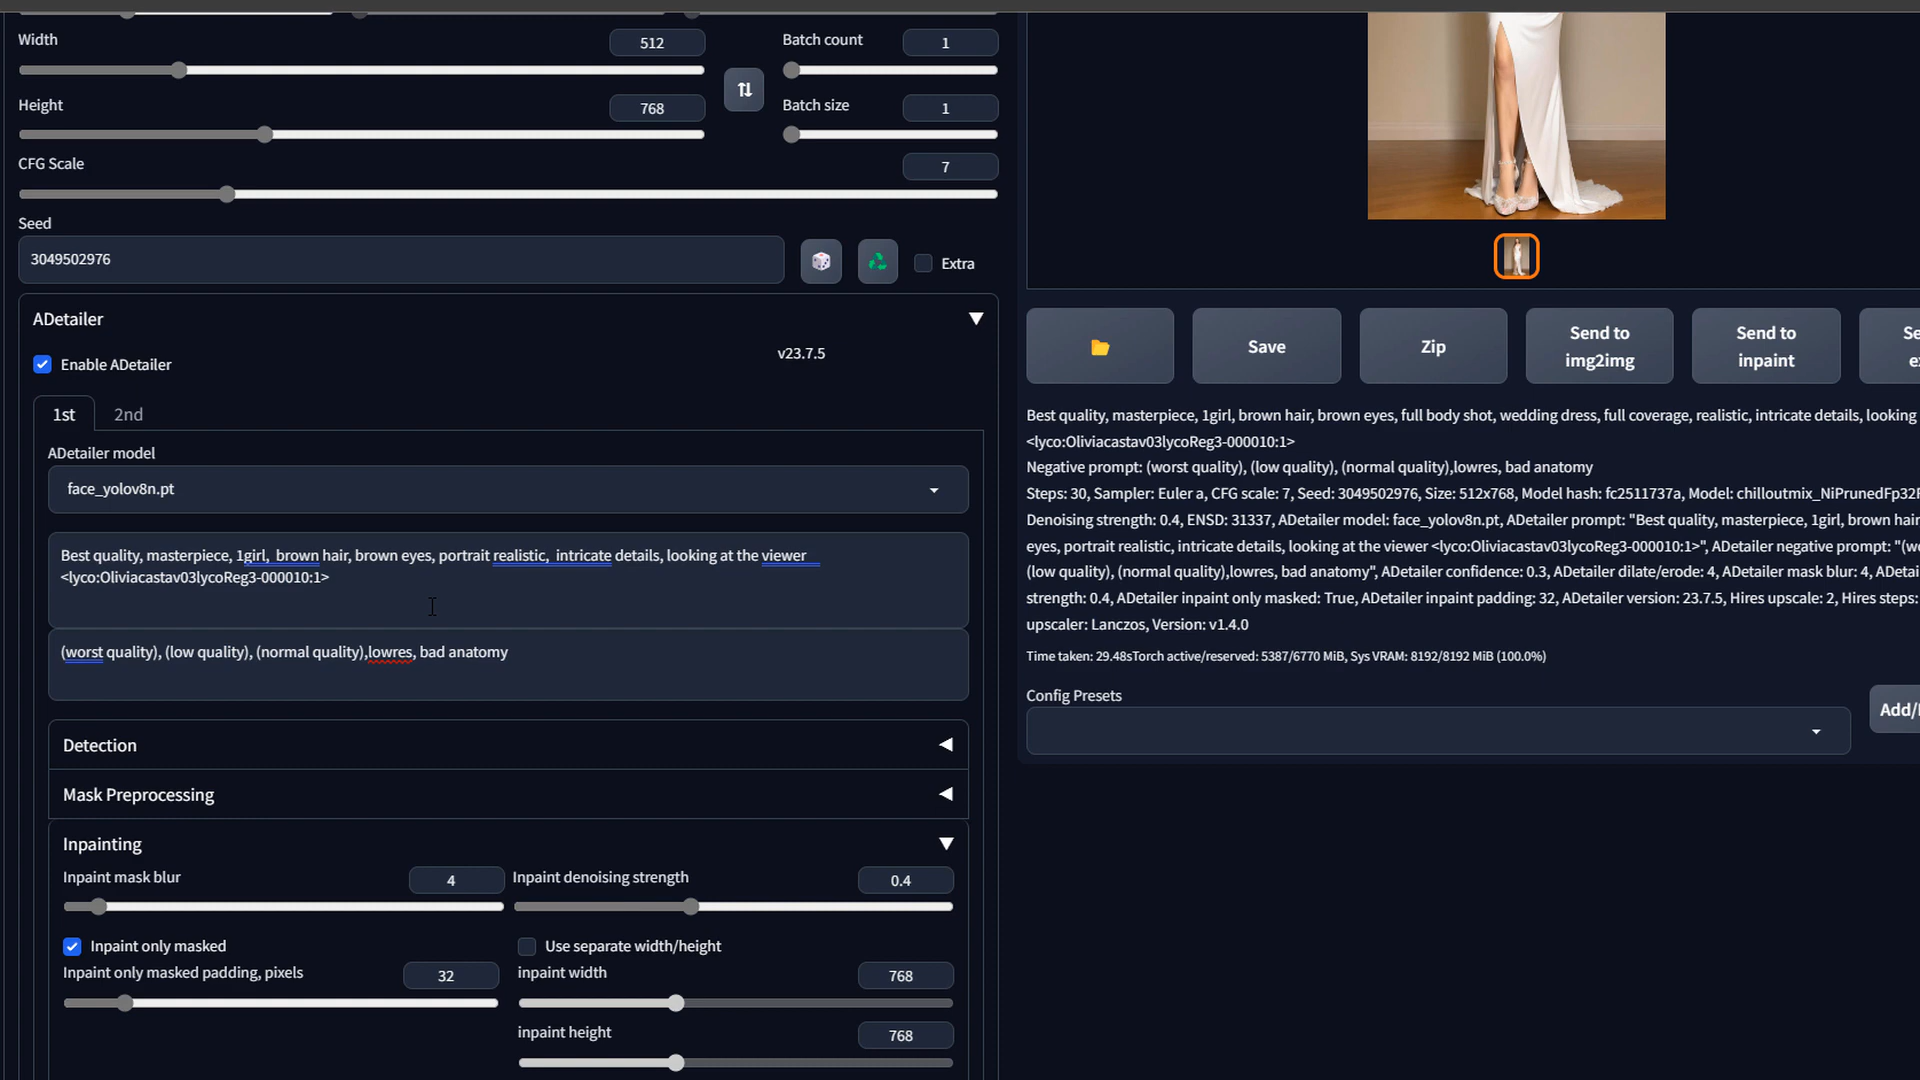 Width
512
Batch count
1
Height
768
Batch size
1
CFG Scale
7
Seed
3049502976
Extra
ADetailer
v23.7.5
Enable ADetailer
1st
2nd
ADetailer model
face_yolov8n.pt
Best quality, masterpiece, 1girl,  brown hair, brown eyes, portrait realistic,  intricate details, looking at the viewer
<lyco:Oliviacastav03lycoReg3-000010:1>
(worst quality), (low quality), (normal quality),lowres, bad anatomy
Detection
Mask Preprocessing
Inpainting
Inpaint mask blur
4
Inpaint denoising strength
0.4
Inpaint only masked
Use separate width/height
Inpaint only masked padding, pixels
32
inpaint width
768
inpaint height
768
Save
Zip
Send to
img2img
Send to
inpaint
Best quality, masterpiece, 1girl, brown hair, brown eyes, full body shot, wedding dress, full coverage, realistic, intricate details, looking
<lyco:Oliviacastav03lycoReg3-000010:1>
Negative prompt: (worst quality), (low quality), (normal quality),lowres, bad anatomy
Steps: 30, Sampler: Euler a, CFG scale: 7, Seed: 3049502976, Size: 512x768, Model hash: fc2511737a, Model: chilloutmix_NiPrunedFp32F
Denoising strength: 0.4, ENSD: 31337, ADetailer model: face_yolov8n.pt, ADetailer prompt: "Best quality, masterpiece, 1girl, brown hair
eyes, portrait realistic, intricate details, looking at the viewer <lyco:Oliviacastav03lycoReg3-000010:1>", ADetailer negative prompt: "(wo
(low quality), (normal quality),lowres, bad anatomy", ADetailer confidence: 0.3, ADetailer dilate/erode: 4, ADetailer mask blur: 4, ADetai
strength: 0.4, ADetailer inpaint only masked: True, ADetailer inpaint padding: 32, ADetailer version: 23.7.5, Hires upscale: 2, Hires steps:
upscaler: Lanczos, Version: v1.4.0
Time taken: 29.48sTorch active/reserved: 5387/6770 MiB, Sys VRAM: 8192/8192 MiB (100.0%)
Config Presets
Add/